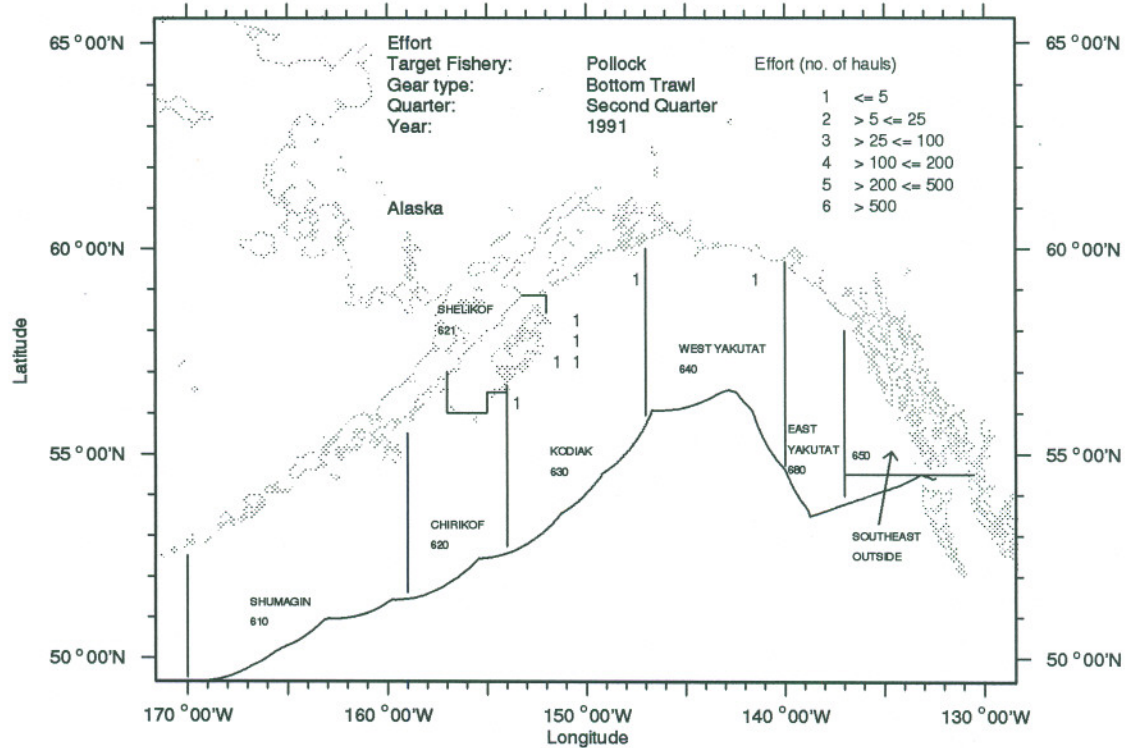 65°00'N
Effort
Target Fishery: Pollock
Gear type: Bottom Trawl
Quarter: Second Quarter
Year: 1991
Effort (no. of hauls)
1 <= 5
2 > 5 <= 25
3 > 25 <= 100
4 > 100 <= 200
5 > 200 <= 500
6 > 500
65°00'N
Alaska
60°00'N
60°00'N
1
1
SHELIKOF
621
1
1
1 1
1
WEST YAKUTAT
640
KODIAK
630
EAST
YAKUTAT
680
650
55°00'N
55°00'N
CHIRIKOF
620
SOUTHEAST
OUTSIDE
SHUMAGIN
610
50°00'N
50°00'N
Latitude
170°00'W 160°00'W 150°00'W 140°00'W 130°00'W
Longitude